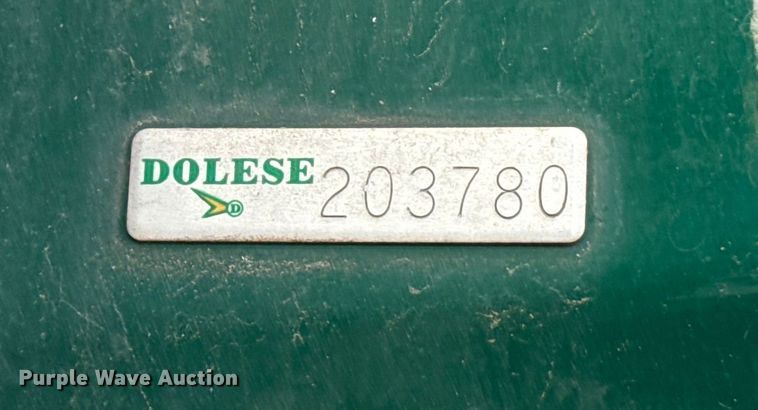 DOLESE 203780
D
Purple Wave Auction